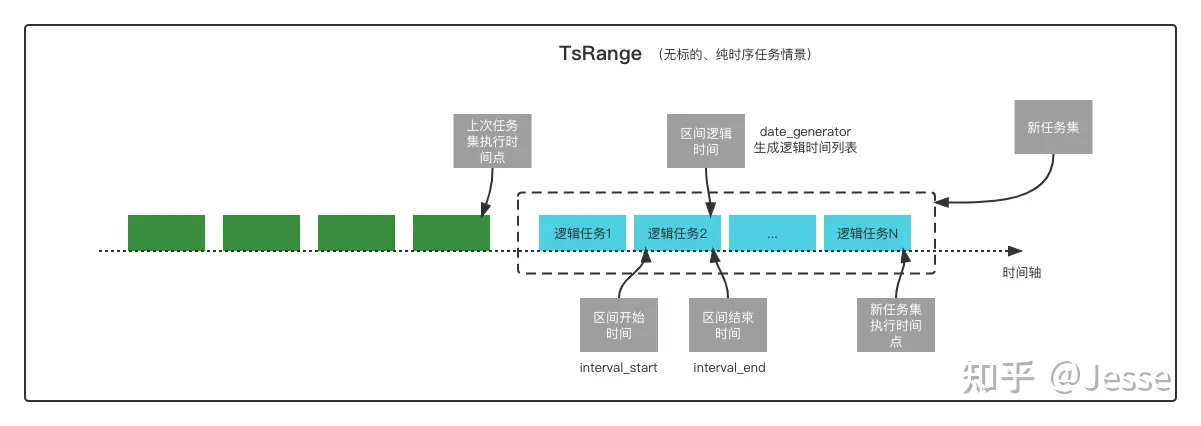 TsRange （无标的、纯时序任务情景）
上次任务
集执行时
间点
区间逻辑
时间
date_generator
生成逻辑时间列表
新任务集
逻辑任务1
逻辑任务2
...
逻辑任务N
时间轴
区间开始
时间
interval_start
区间结束
时间
interval_end
新任务集
执行时间
点
知乎 @Jesse